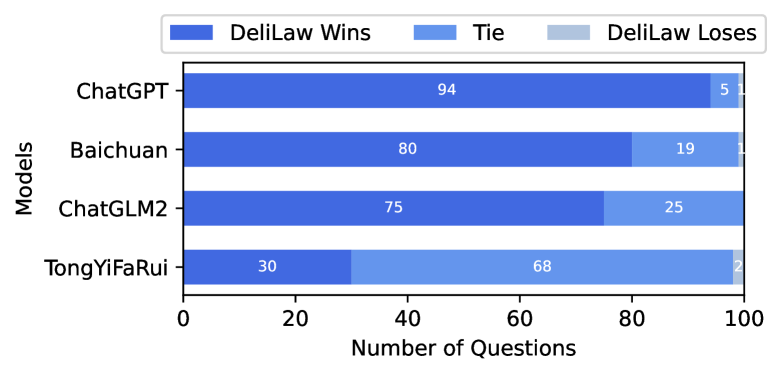 DeliLaw Wins Tie DeliLaw Loses
ChatGPT 94 5 1
Baichuan 80 19 1
ChatGLM2 75 25
TongYiFaRui 30 68 2
Models
0 20 40 60 80 100
Number of Questions